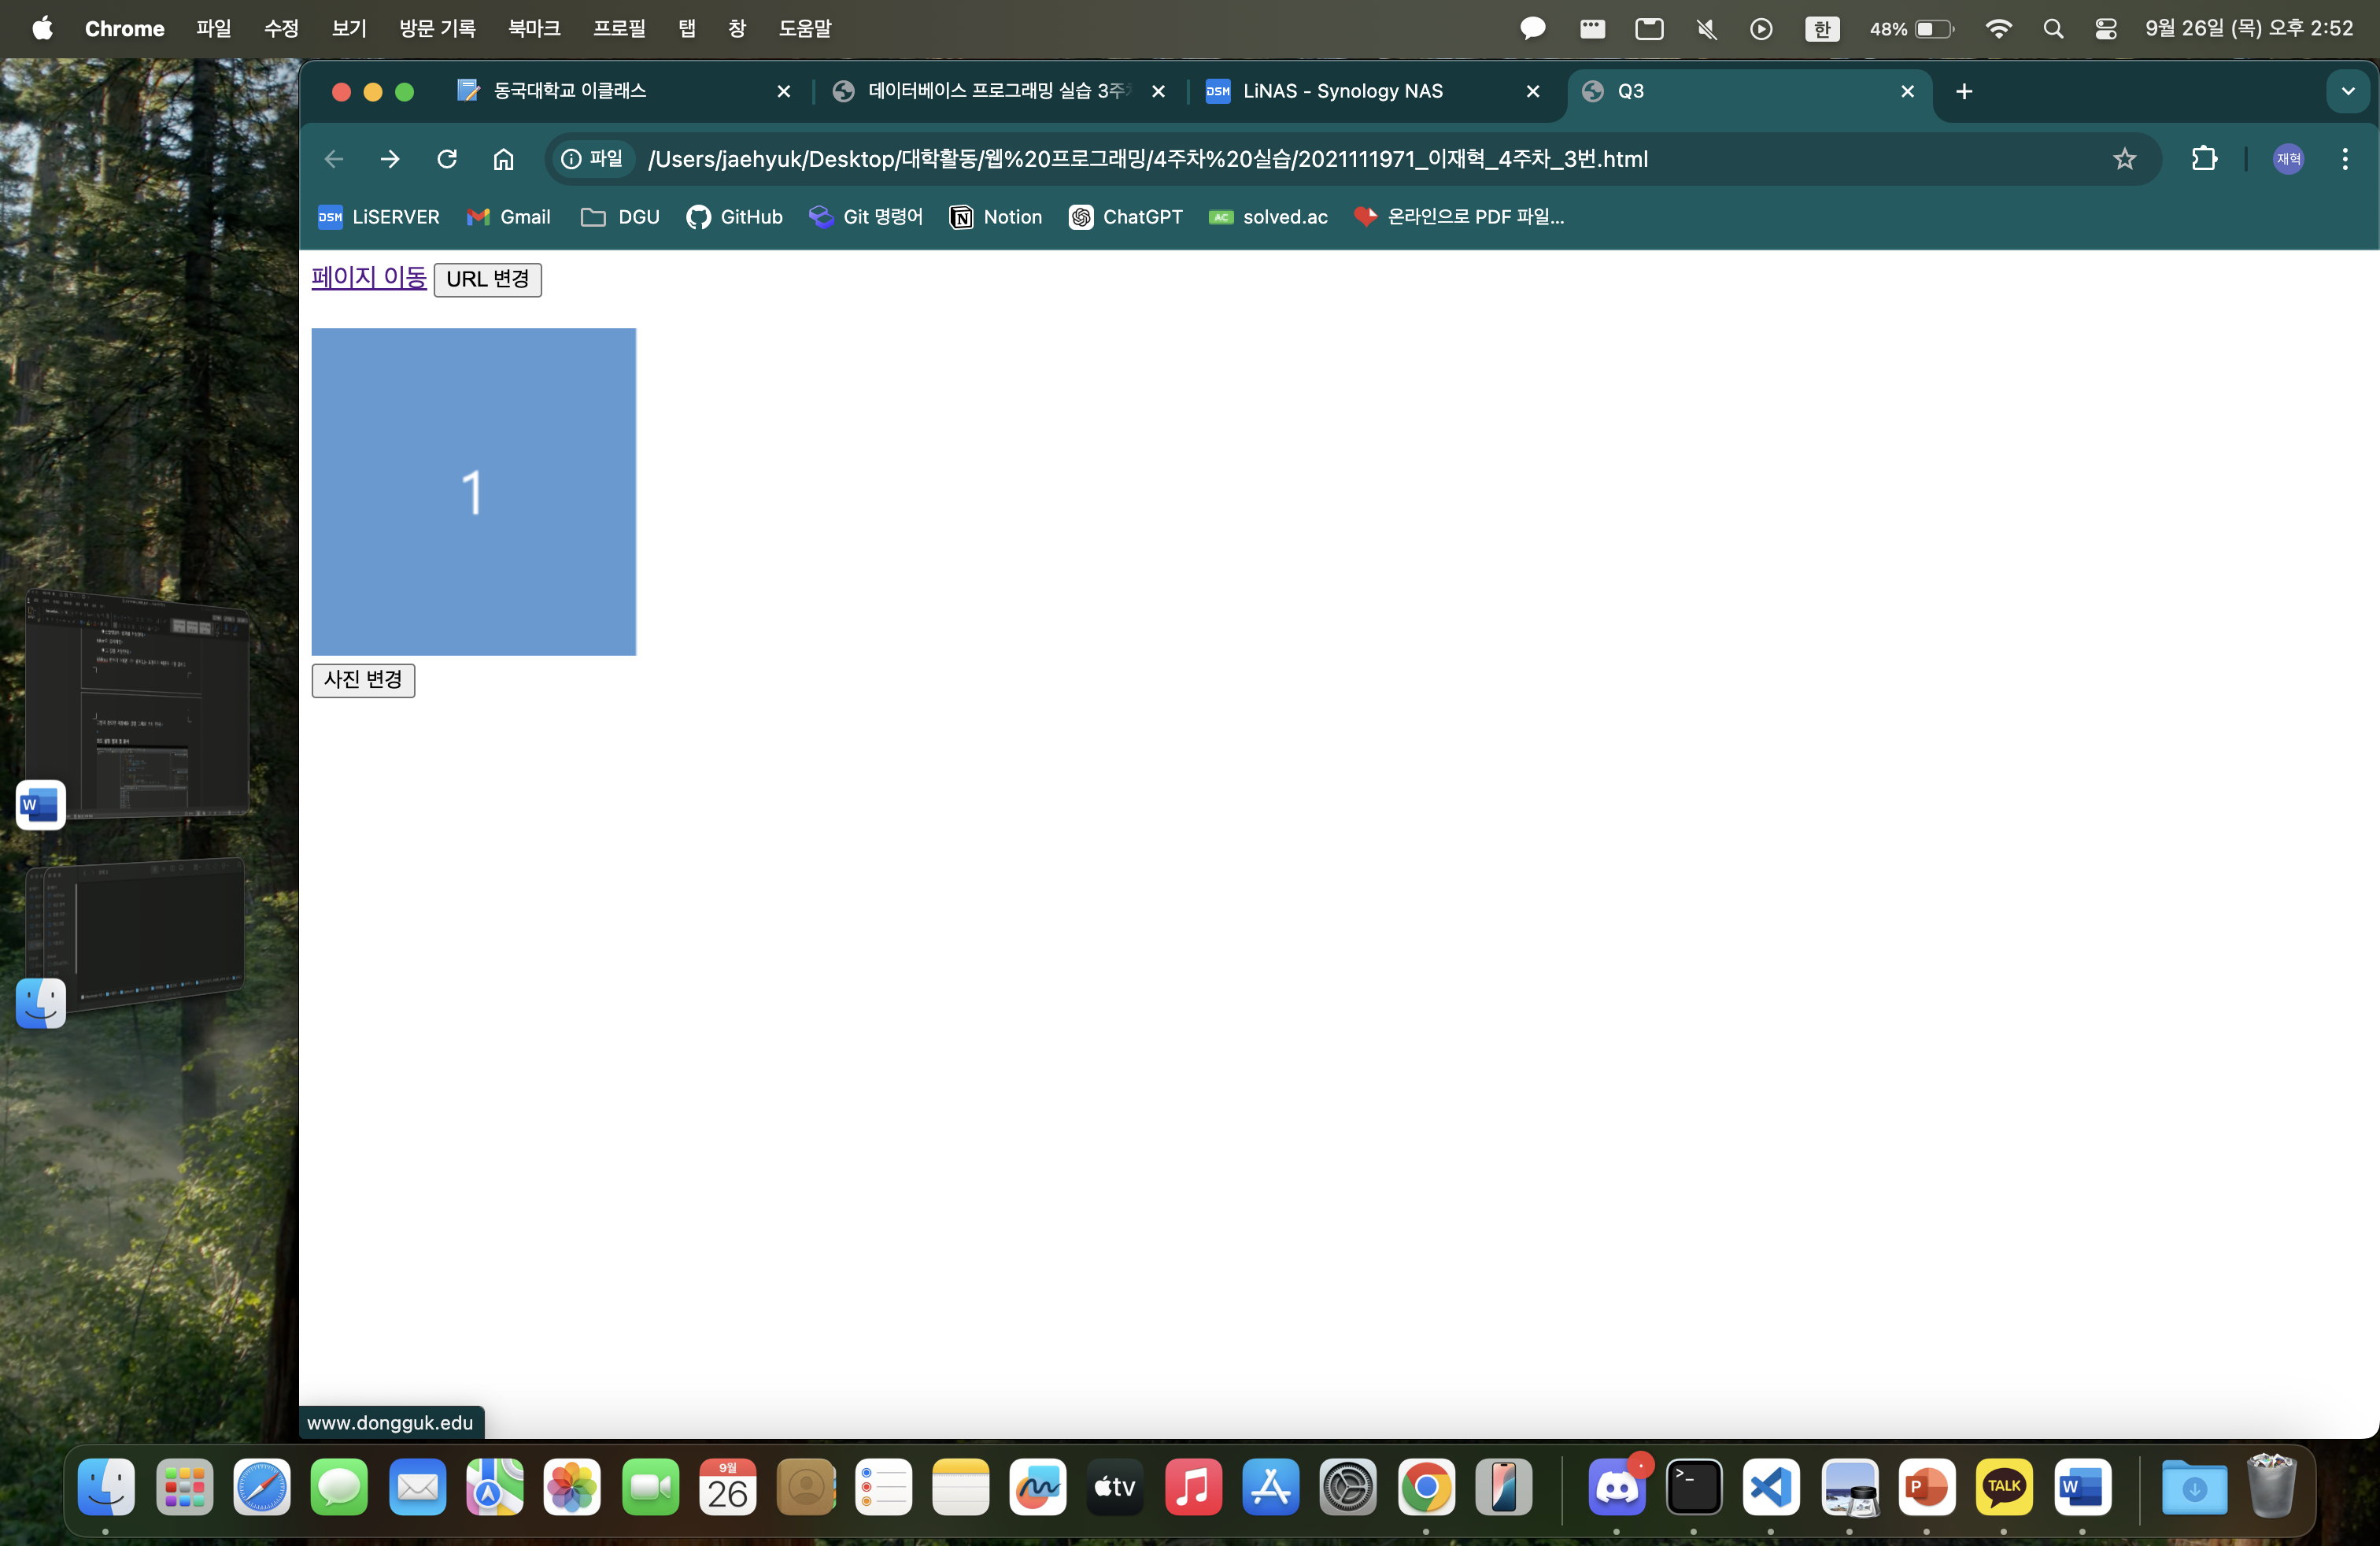 Chrome 파일 수정 보기 방문 기록 북마크 프로필 탭 창 도움말 한 48% 9월 26일 (목) 오후 2:52
동국대학교 이클래스 데이터베이스 프로그래밍 실습 3주 DSM LiNAS - Synology NAS Q3
파일 /Users/jaehyuk/Desktop/대학활동/웹%20프로그래밍/4주차%20실습/2021111971_이재혁_4주차_3번.html 재혁
DSM LiSERVER Gmail DGU GitHub Git 명령어 Notion ChatGPT AC solved.ac 온라인으로 PDF 파일...
페이지 이동 URL 변경
1
사진 변경
W
www.dongguk.edu
9월
26
tv
>_
P
TALK
W